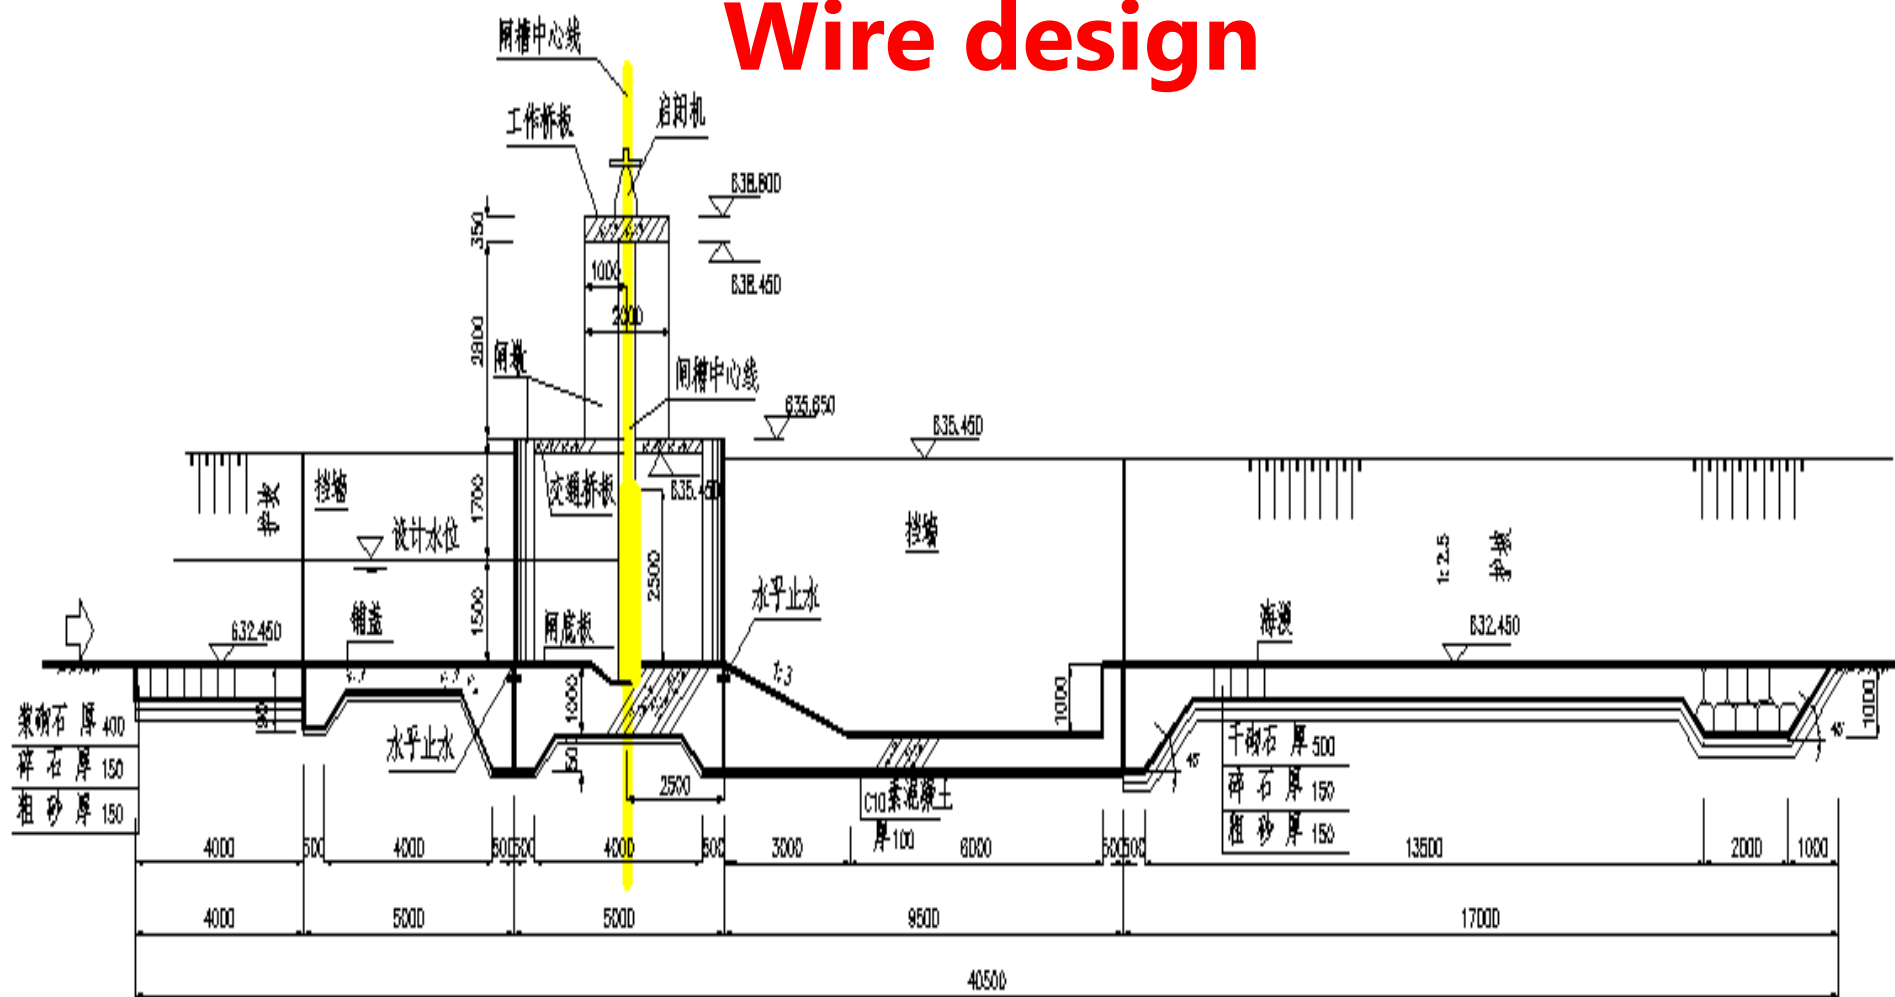 Wire design
闸槽中心线
启闭机
工作桥板
838.800
350
838.450
1000
2000
2800
闸墩
闸槽中心线
635.650
835.450
挡墙
护坡
1700
交通桥板
835.450
设计水位
挡墙
1:2.5
护坡
2500
水平止水
1500
铺盖
闸底板
海漫
632.450
832.450
1:3
1000
1000
1000
浆砌石 厚 400
碎 石 厚 150
粗 砂 厚 150
水平止水
500
2500
45°
45°
干砌石 厚 500
碎 石 厚 150
粗 砂 厚 150
C10素混凝土
厚100
4000 500 4000 500 500 4000 500 3000 6000 500 500 13500 2000 1000
4000 5000 5000 9500 17000
40500